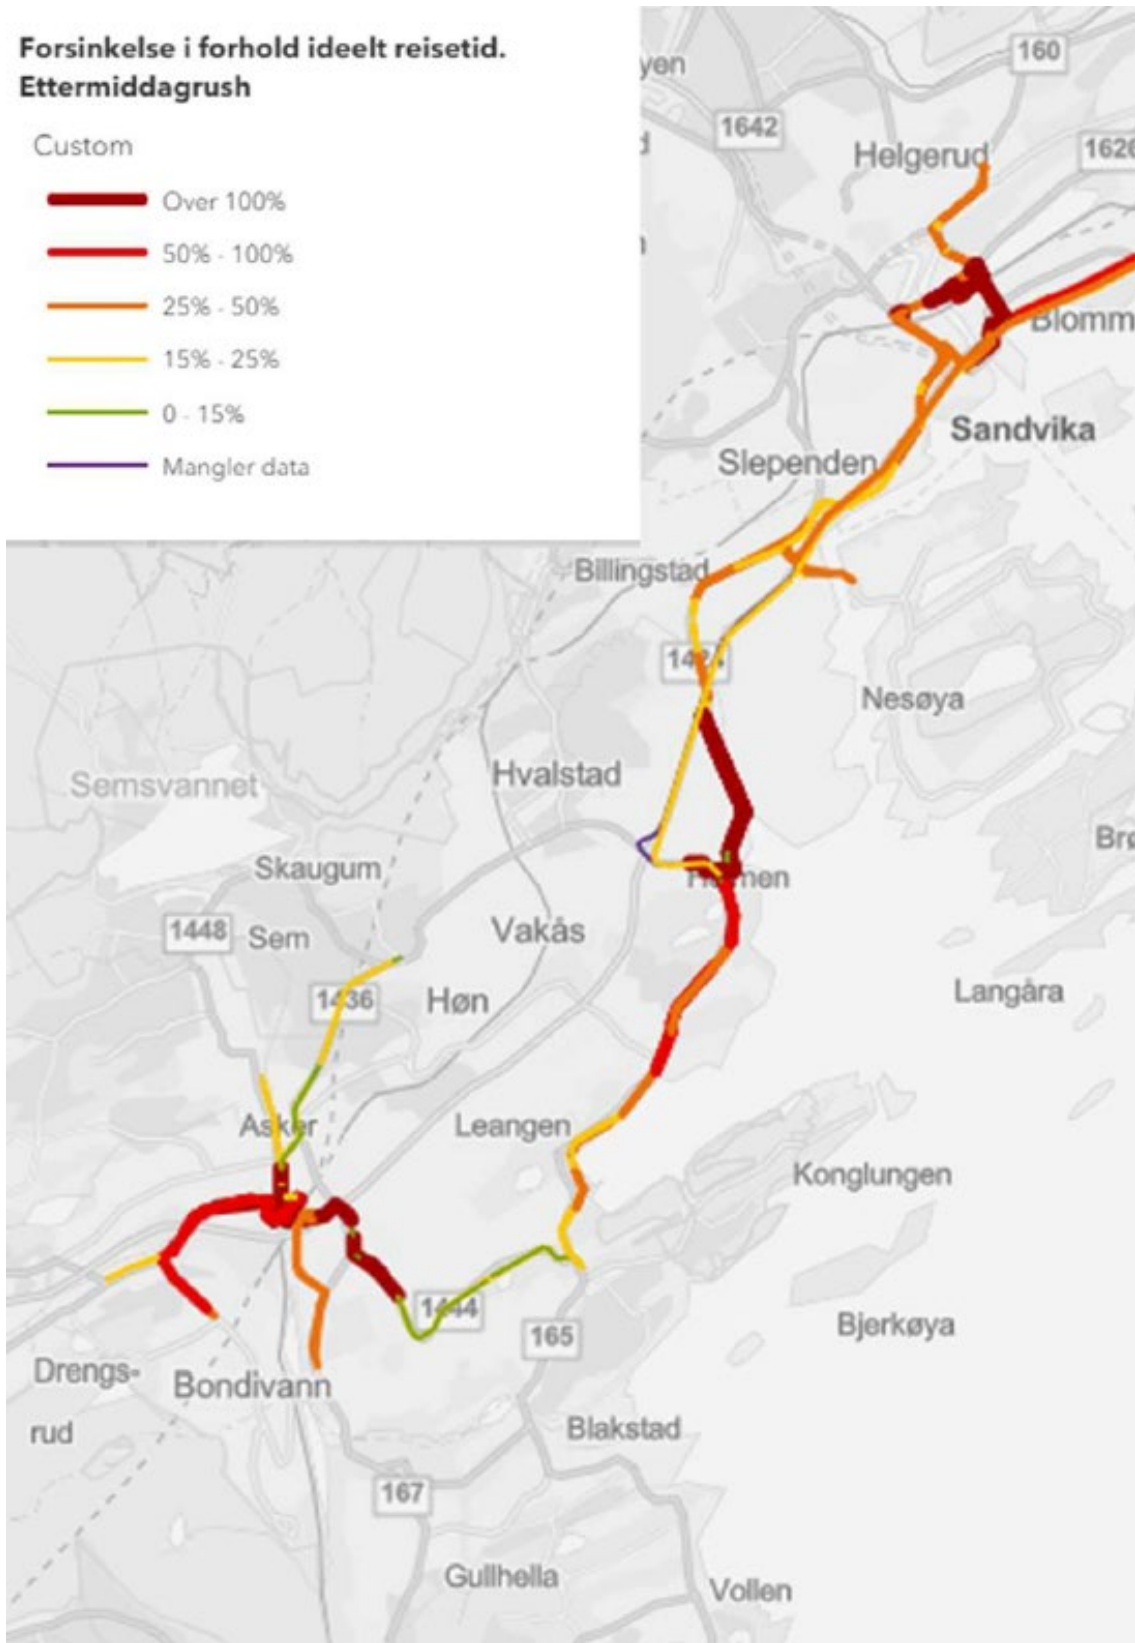 Forsinkelse i forhold ideelt reisetid.
Ettermiddagrush
Custom
Over 100%
50% - 100%
25% - 50%
15% - 25%
0 - 15%
Mangler data
160
1642
Helgerud
Sandvika
Slependen
Billingstad
Nesøya
Hvalstad
Semsvannet
Skaugum
1448
Sem
Vakås
Langåra
1436
Høn
Asker
Leangen
Konglungen
1444
165
Bjerkøya
Drengs-
rud
Bondivann
Blakstad
167
Gullhella
Vollen